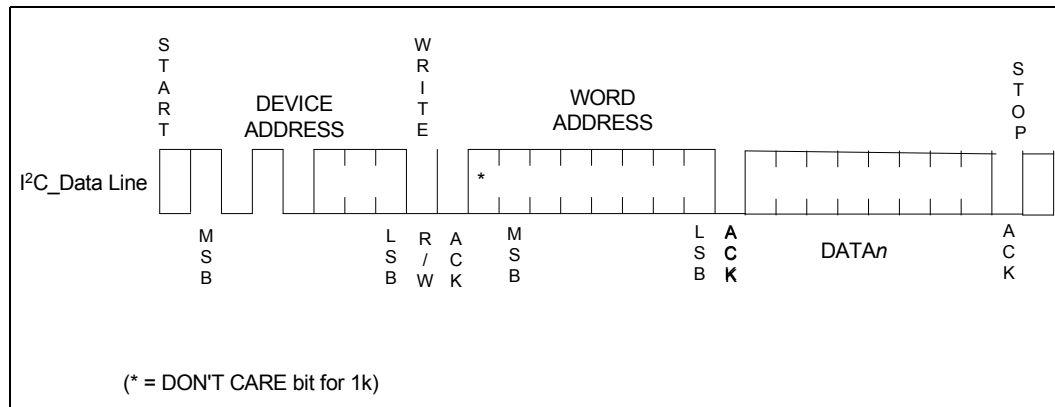 START
WRITE
STOP
DEVICE
ADDRESS
WORD
ADDRESS
I²C_Data Line
*
MSB
LSB
R/W
ACK
MSB
LSB
ACK
DATAn
ACK
(* = DON'T CARE bit for 1k)